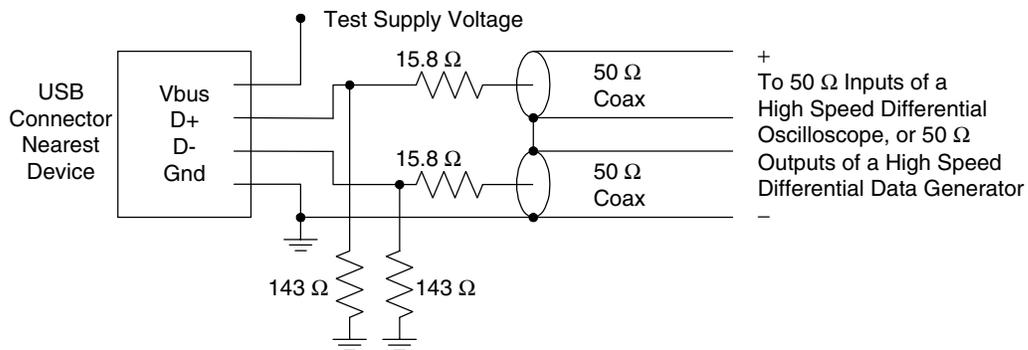 Test Supply Voltage
15.8 Ω
USB
Connector
Nearest
Device
Vbus
D+
D-
Gnd
50 Ω
Coax
+
To 50 Ω Inputs of a
High Speed Differential
Oscilloscope, or 50 Ω
Outputs of a High Speed
Differential Data Generator
−
15.8 Ω
50 Ω
Coax
143 Ω
143 Ω